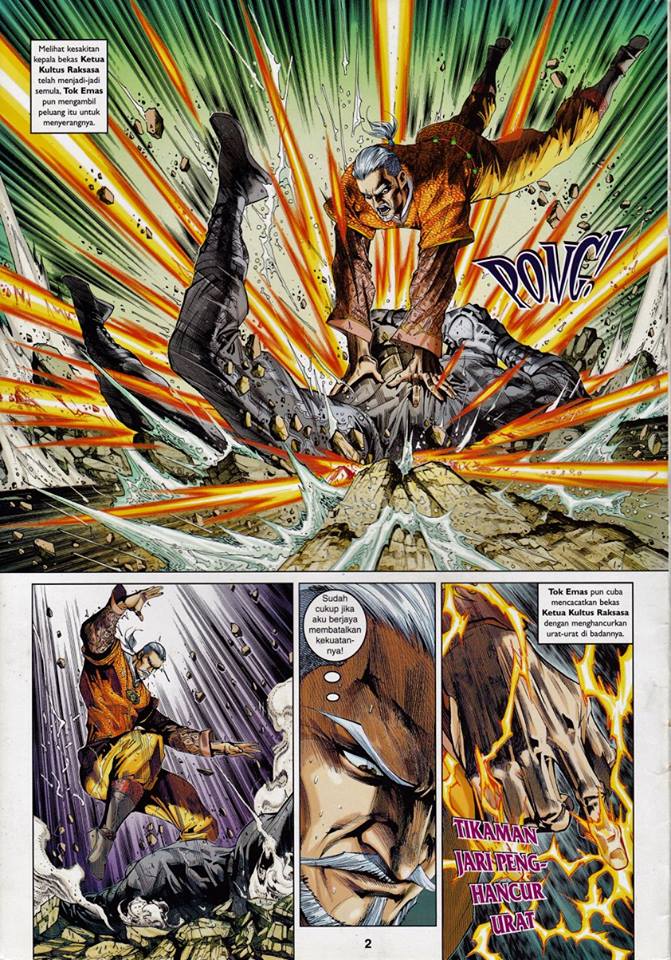 Melihat kesakitan
kepala bekas Ketua
Kultus Raksasa
telah menjadi-jadi
semula, Tok Emas
pun mengambil
peluang itu untuk
menyerangnya.
PONG!
Sudah
cukup jika
aku berjaya
membatalkan
kekuatan-
nya!
Tok Emas pun cuba
mencacatkan bekas
Ketua Kultus Raksasa
dengan menghancurkan
urat-urat di badannya.
TIKAMAN
JARI PENG-
HANCUR
URAT
2